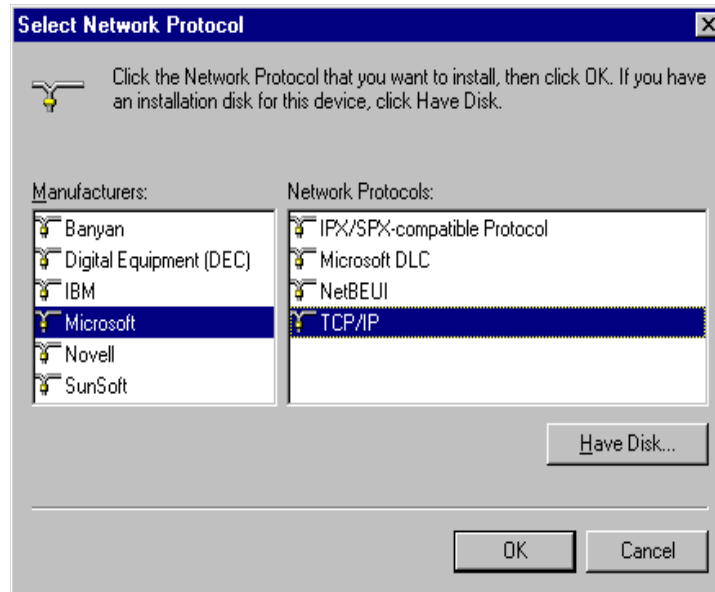 Select Network Protocol
Click the Network Protocol that you want to install, then click OK. If you have
an installation disk for this device, click Have Disk.
Manufacturers:
Banyan
Digital Equipment (DEC)
IBM
Microsoft
Novell
SunSoft
Network Protocols:
IPX/SPX-compatible Protocol
Microsoft DLC
NetBEUI
TCP/IP
Have Disk...
OK
Cancel